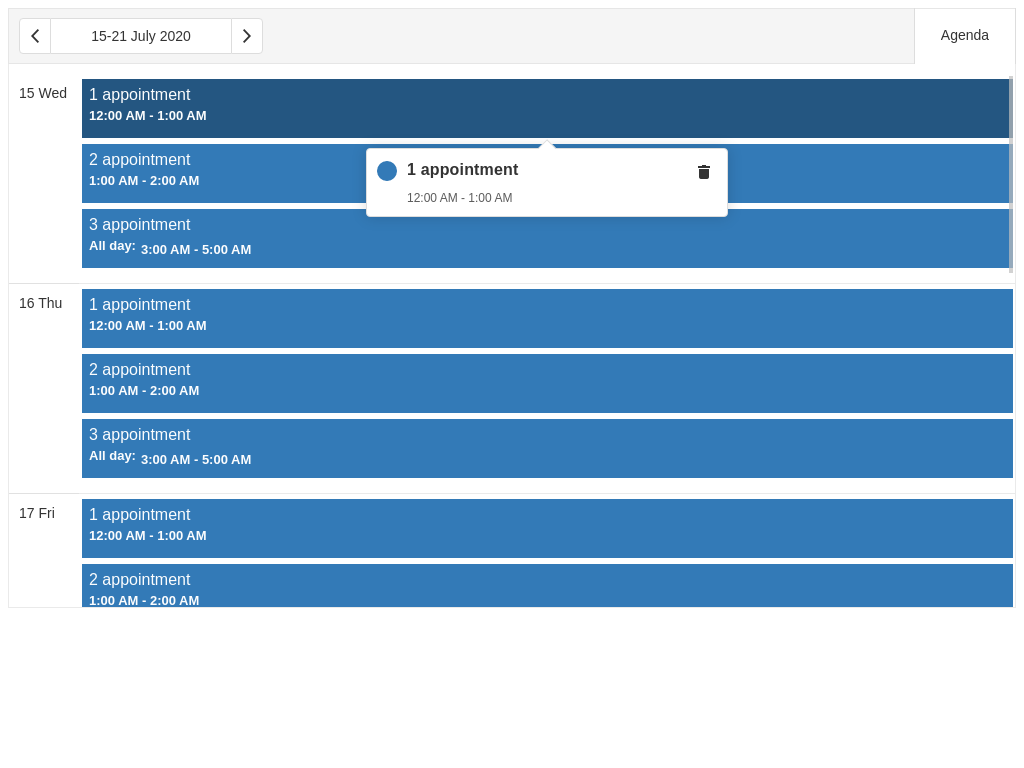 15-21 July 2020
Agenda
15 Wed
1 appointment
12:00 AM - 1:00 AM
2 appointment
1:00 AM - 2:00 AM
1 appointment
12:00 AM - 1:00 AM
3 appointment
All day: 3:00 AM - 5:00 AM
16 Thu
1 appointment
12:00 AM - 1:00 AM
2 appointment
1:00 AM - 2:00 AM
3 appointment
All day: 3:00 AM - 5:00 AM
17 Fri
1 appointment
12:00 AM - 1:00 AM
2 appointment
1:00 AM - 2:00 AM